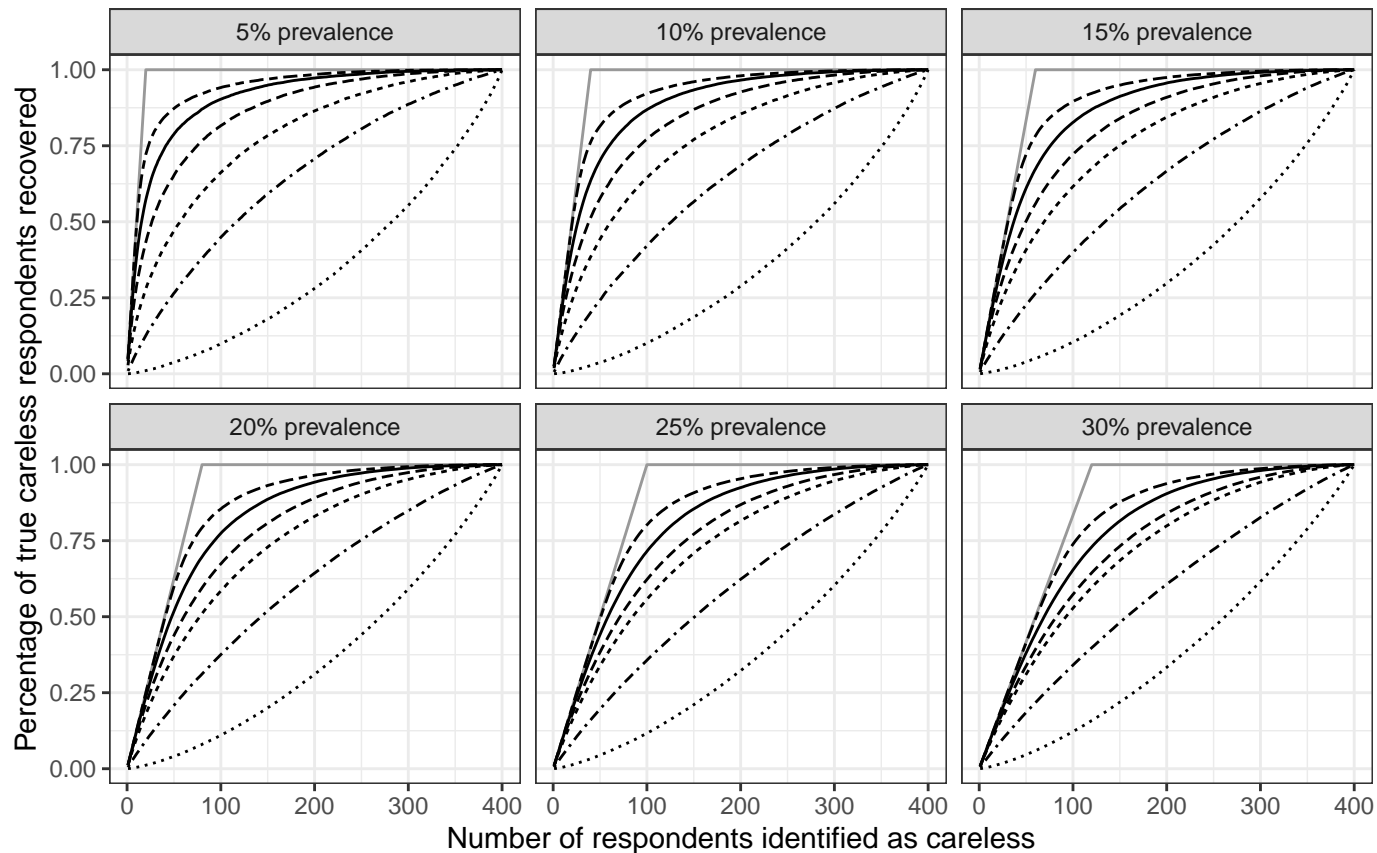 5% prevalence
10% prevalence
15% prevalence
1.00
0.75
0.50
0.25
0.00
20% prevalence
25% prevalence
30% prevalence
1.00
0.75
0.50
0.25
0.00
0 100 200 300 400
0 100 200 300 400
0 100 200 300 400
Number of respondents identified as careless
Percentage of true careless respondents recovered